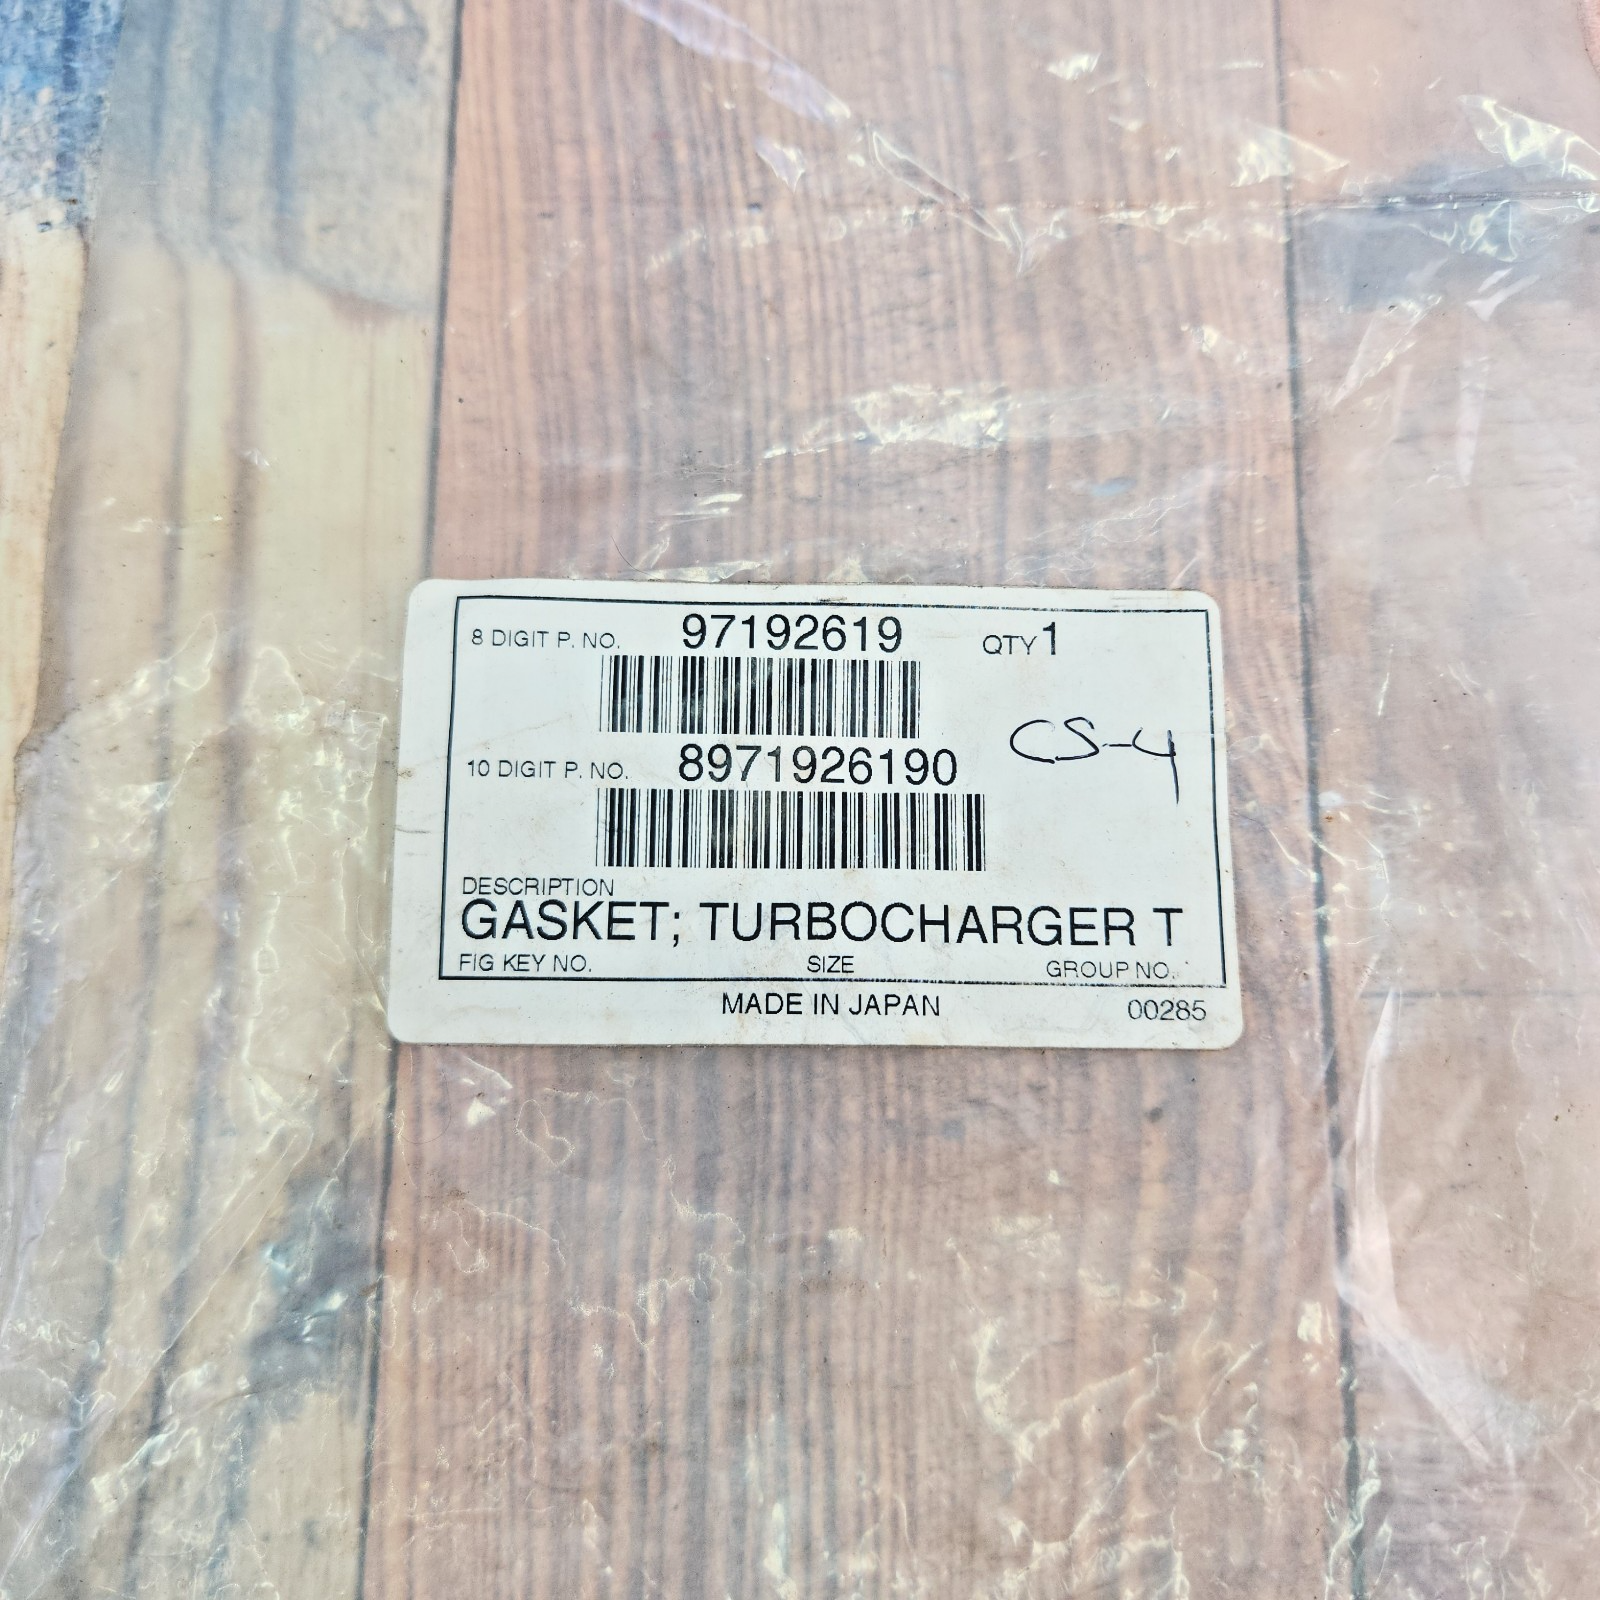 8 DIGIT P. NO. 97192619 QTY 1
CS-4
10 DIGIT P. NO. 8971926190
DESCRIPTION
GASKET; TURBOCHARGER T
FIG KEY NO. SIZE GROUP NO.
MADE IN JAPAN 00285